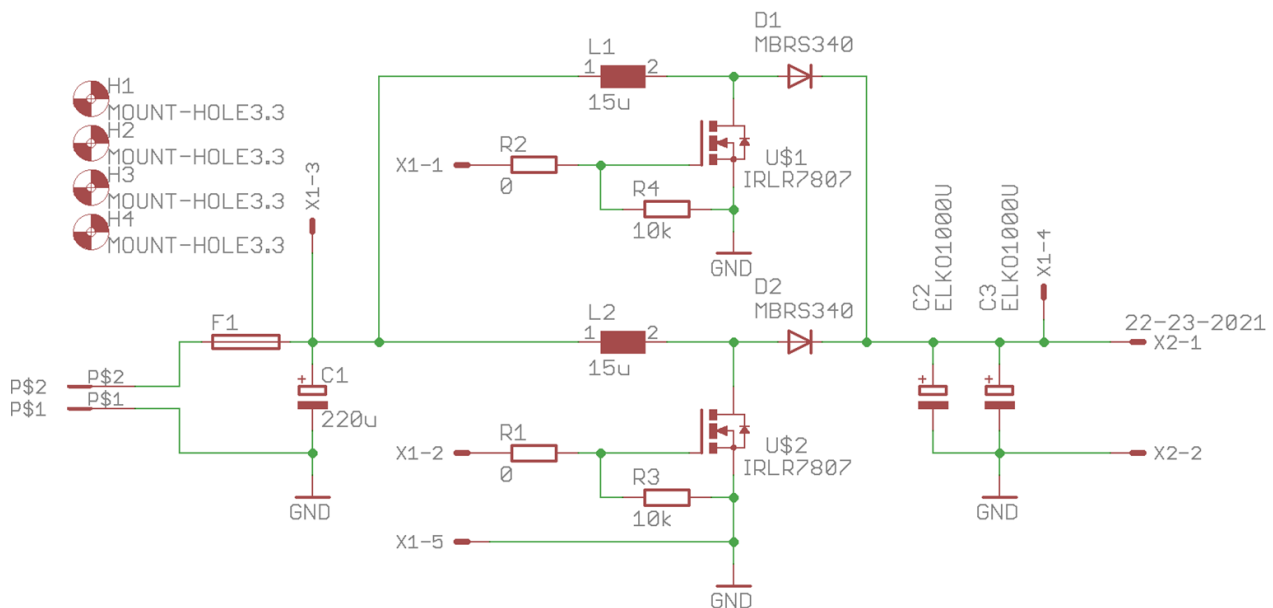 D1
MBRS340
L1
1
2
15u
H1
MOUNT-HOLE3.3
H2
MOUNT-HOLE3.3
H3
MOUNT-HOLE3.3
H4
MOUNT-HOLE3.3
X1-3
X1-1
R2
0
U$1
IRLR7807
R4
10k
GND
D2
MBRS340
C2
ELKO1000U
C3
ELKO1000U
X1-4
F1
L2
1
2
15u
22-23-2021
X2-1
P$2
P$2
P$1
P$1
+
C1
220u
+
+
X1-2
R1
0
U$2
IRLR7807
X2-2
R3
10k
GND
GND
X1-5
GND